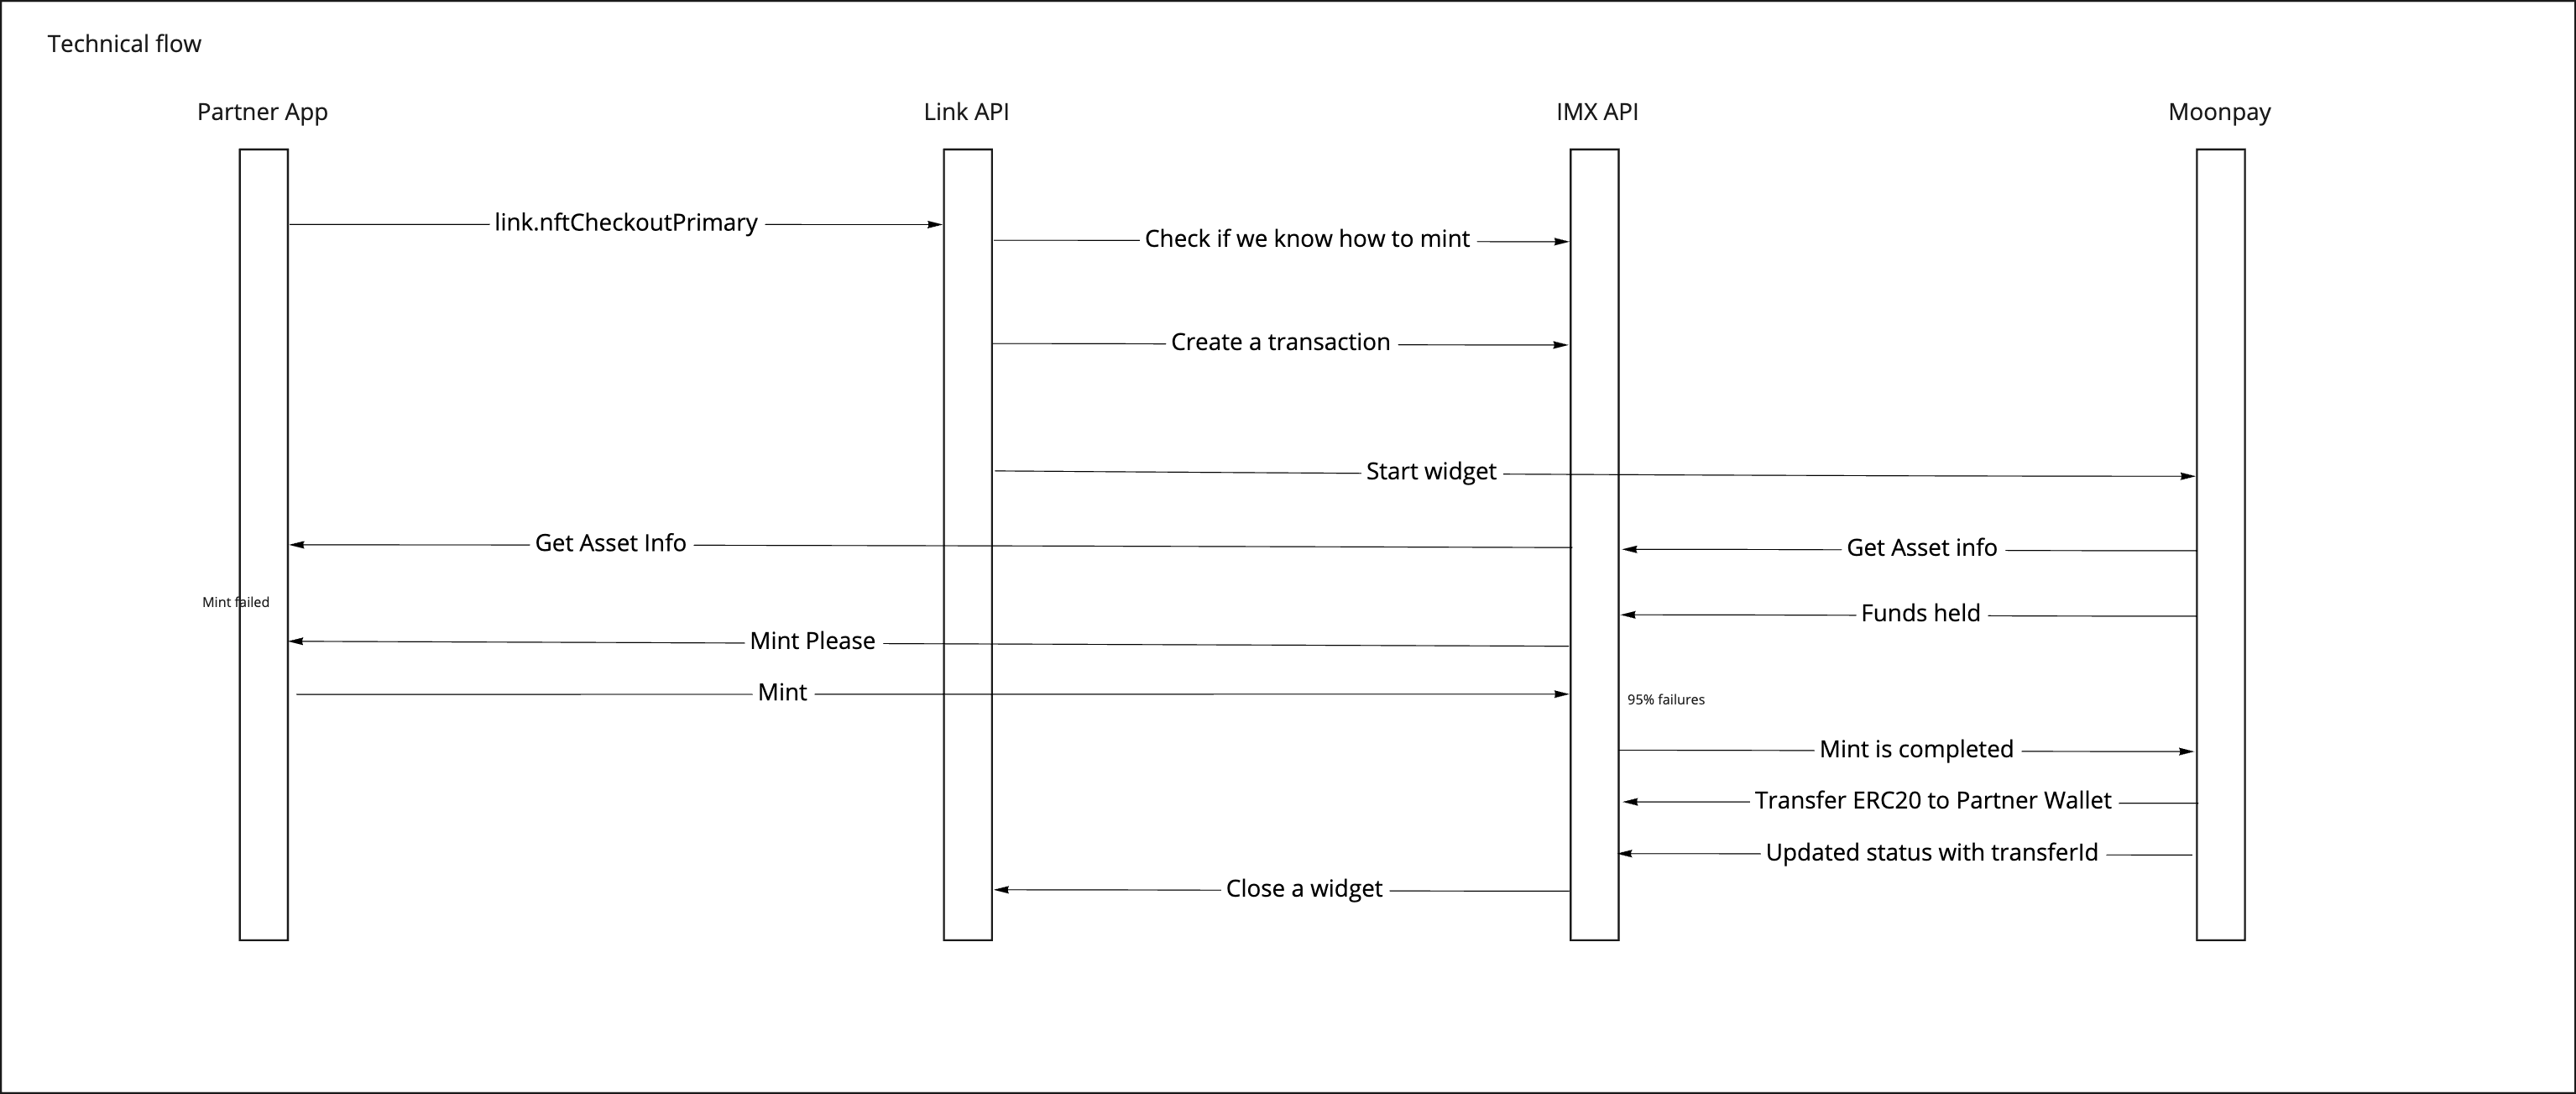 Technical flow
Partner App
Link API
IMX API
Moonpay
link.nftCheckoutPrimary
Check if we know how to mint
Create a transaction
Start widget
Get Asset Info
Get Asset info
Mint failed
Funds held
Mint Please
Mint
95% failures
Mint is completed
Transfer ERC20 to Partner Wallet
Updated status with transferId
Close a widget